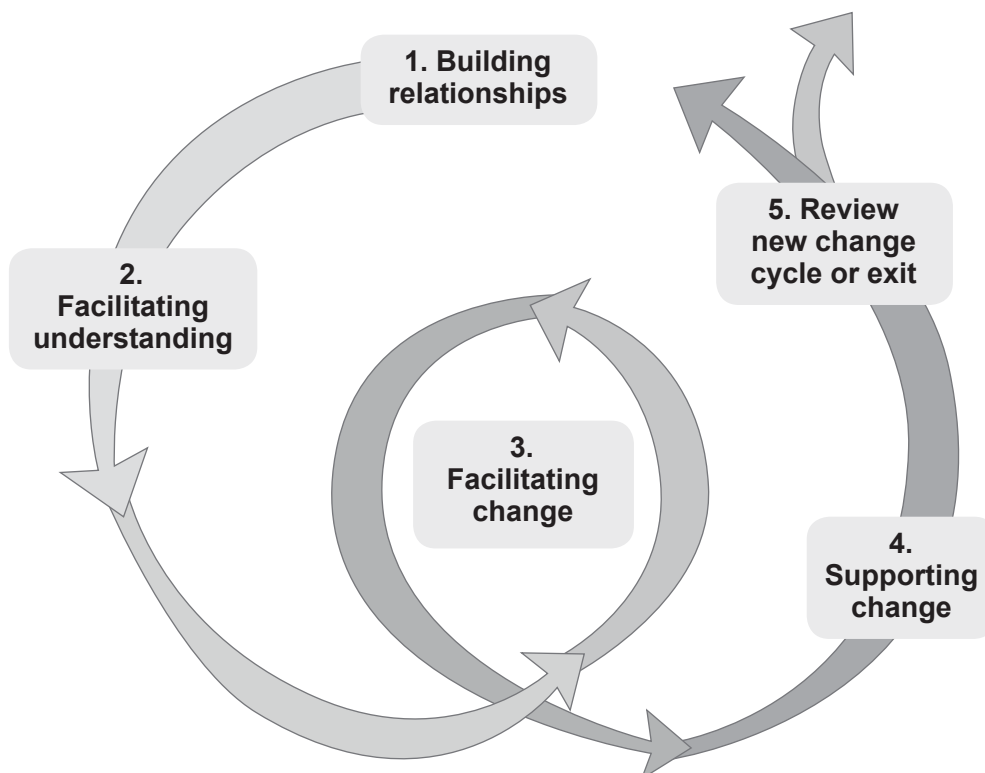 1. Building
relationships
2.
Facilitating
understanding
3.
Facilitating
change
4.
Supporting
change
5. Review
new change
cycle or exit